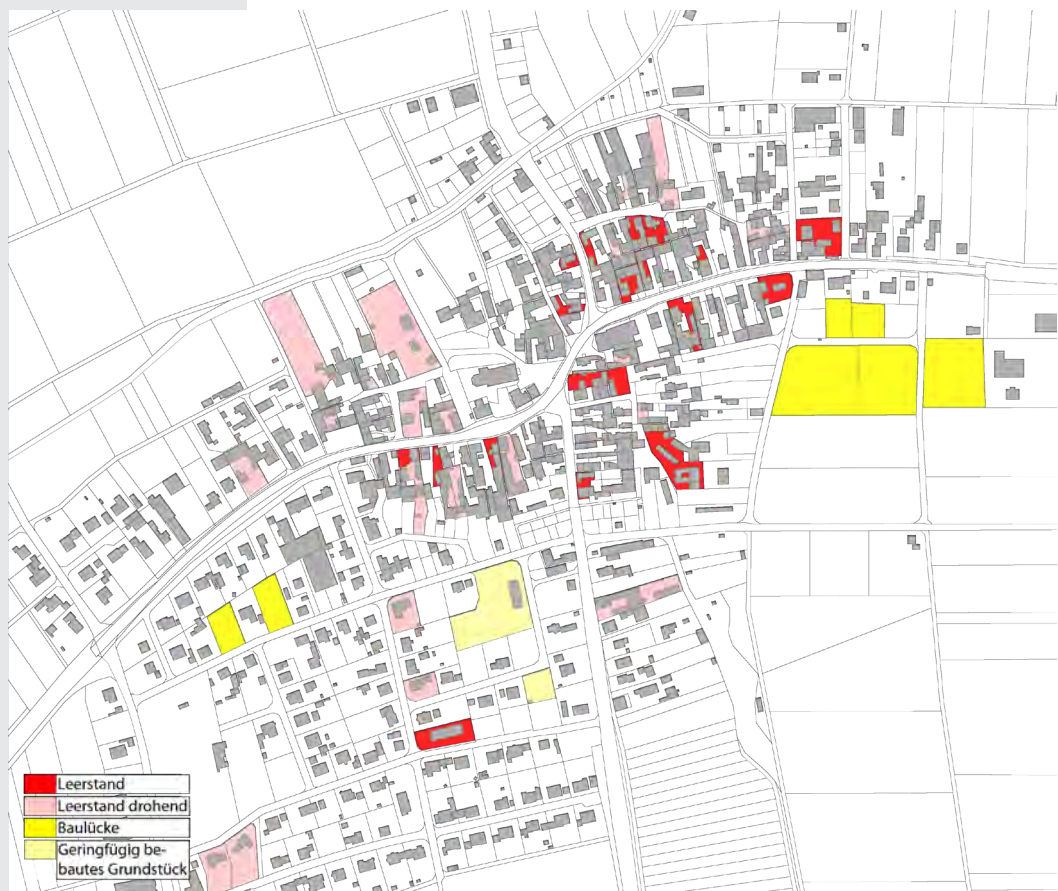 Leerstand
Leerstand drohend
Baulücke
Geringfügig be-
bautes Grundstück